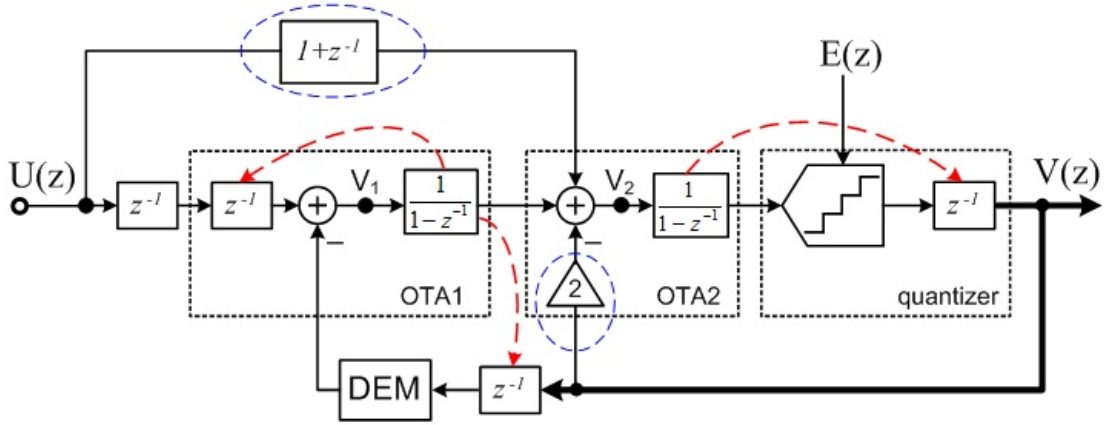 1+z⁻¹
E(z)
U(z)
V(z)
z⁻¹
z⁻¹
+
V₁
1
1-z⁻¹
+
V₂
1
1-z⁻¹
z⁻¹
−
−
2
OTA1
OTA2
quantizer
DEM
z⁻¹